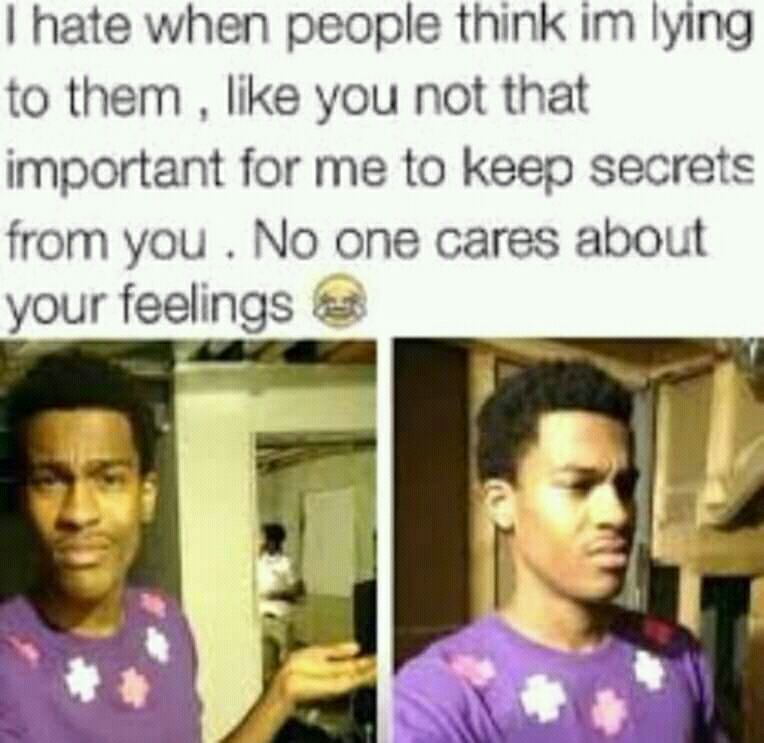 I hate when people think im lying
to them , like you not that
important for me to keep secrets
from you . No one cares about
your feelings 😂